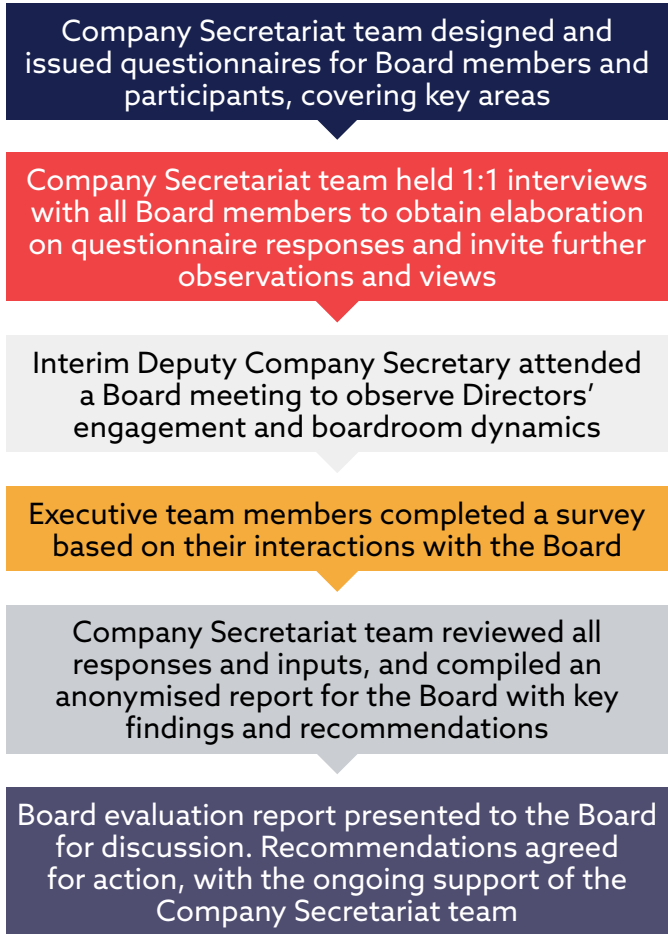 Company Secretariat team designed and
issued questionnaires for Board members and
participants, covering key areas
Company Secretariat team held 1:1 interviews
with all Board members to obtain elaboration
on questionnaire responses and invite further
observations and views
Interim Deputy Company Secretary attended
a Board meeting to observe Directors’
engagement and boardroom dynamics
Executive team members completed a survey
based on their interactions with the Board
Company Secretariat team reviewed all
responses and inputs, and compiled an
anonymised report for the Board with key
findings and recommendations
Board evaluation report presented to the Board
for discussion. Recommendations agreed
for action, with the ongoing support of the
Company Secretariat team